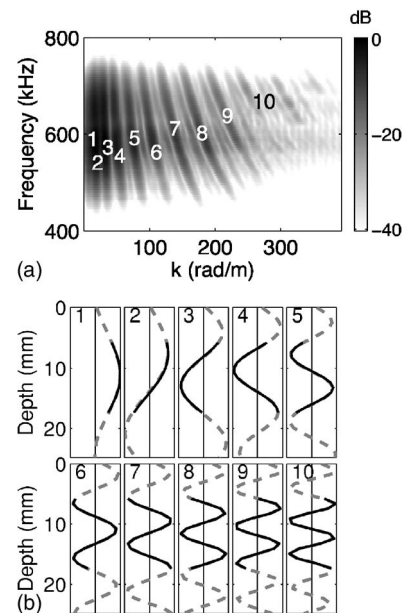 dB
800
600
400
Frequency (kHz)
1 2 3 4 5 6 7 8 9 10
0
−20
−40
100 200 300
k (rad/m)
(a)
1 2 3 4 5
0
10
20
Depth (mm)
6 7 8 9 10
0
10
20
Depth (mm)
(b)